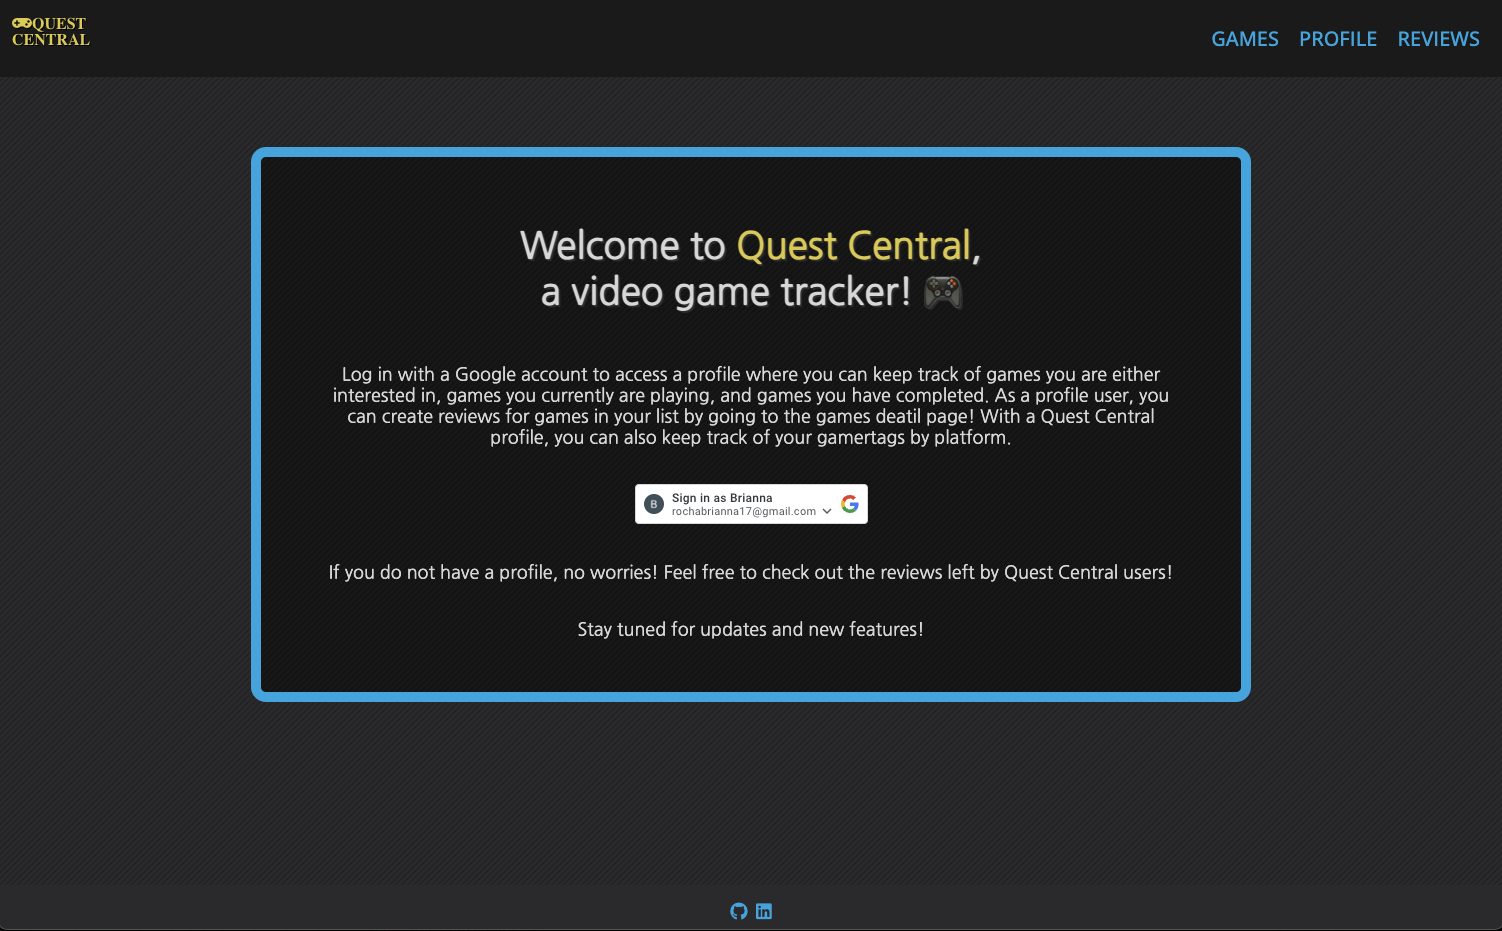 QUEST
CENTRAL
GAMES PROFILE REVIEWS
Welcome to Quest Central,
a video game tracker!
Log in with a Google account to access a profile where you can keep track of games you are either
interested in, games you currently are playing, and games you have completed. As a profile user, you
can create reviews for games in your list by going to the games deatil page! With a Quest Central
profile, you can also keep track of your gamertags by platform.
B
Sign in as Brianna
rochabrianna17@gmail.com
If you do not have a profile, no worries! Feel free to check out the reviews left by Quest Central users!
Stay tuned for updates and new features!